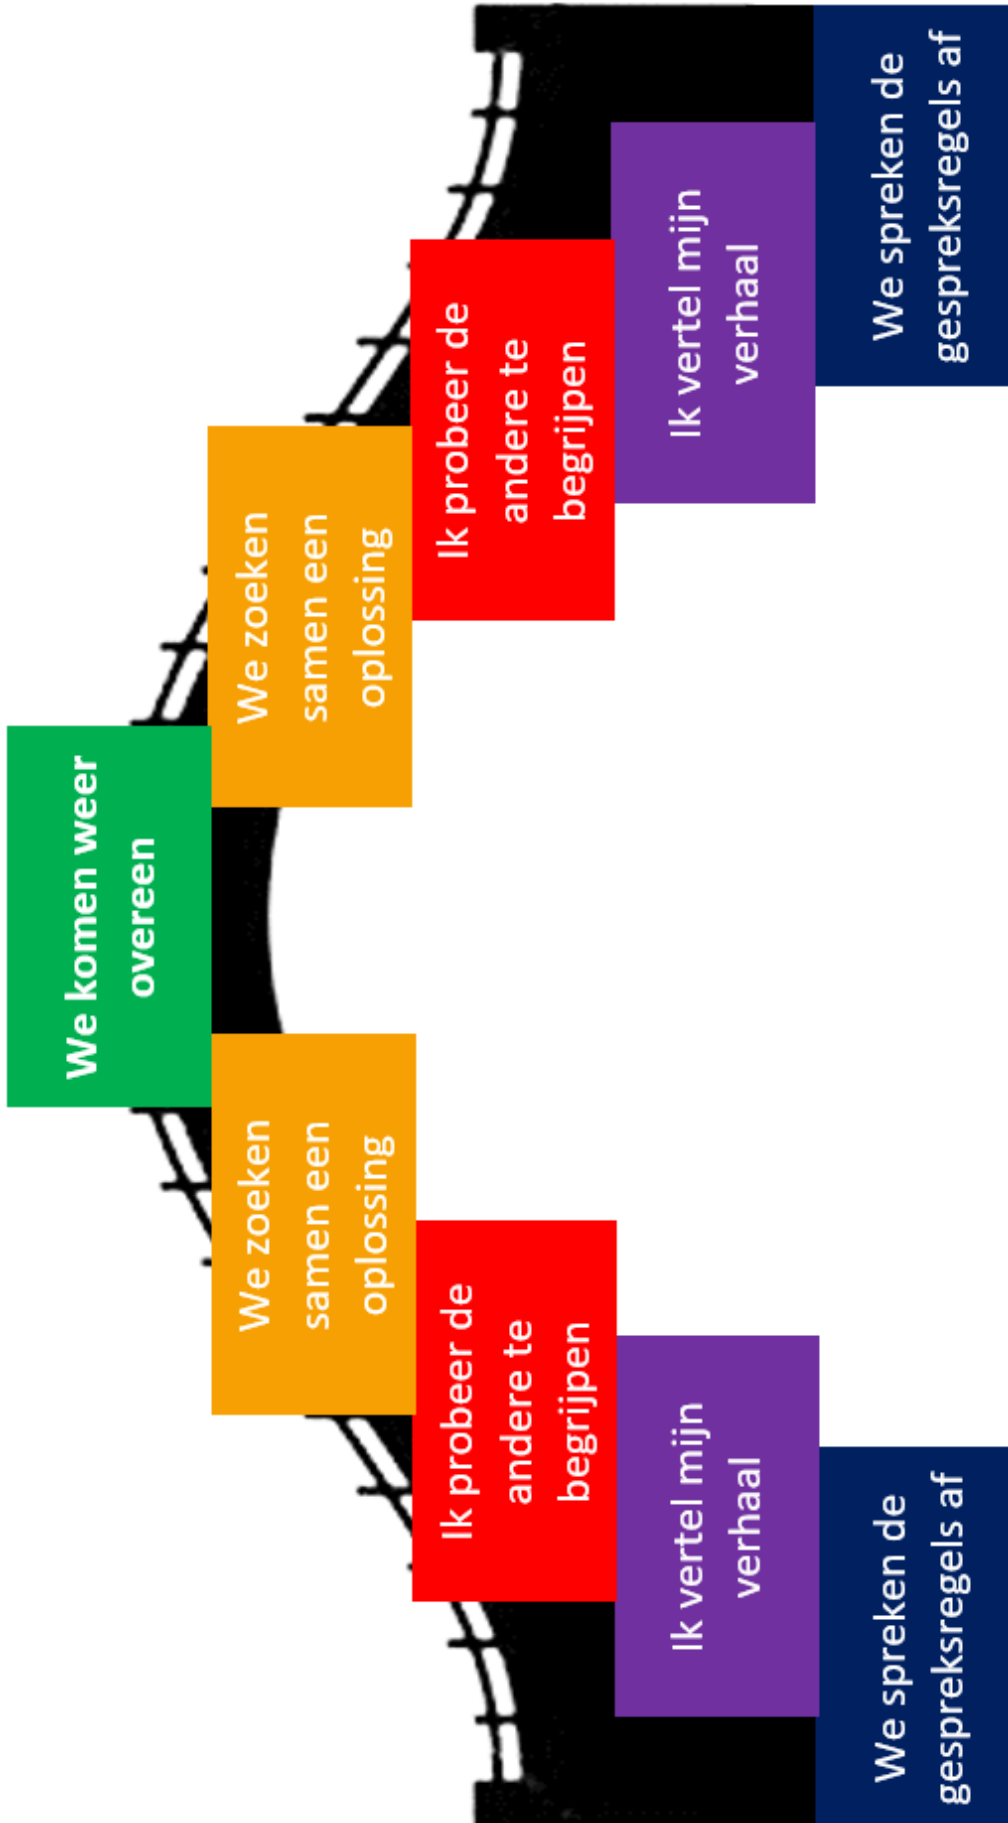 We komen weer
overeen
We zoeken
samen een
oplossing
We zoeken
samen een
oplossing
Ik probeer de
andere te
begrijpen
Ik probeer de
andere te
begrijpen
Ik vertel mijn
verhaal
Ik vertel mijn
verhaal
We spreken de
gespreksregels af
We spreken de
gespreksregels af